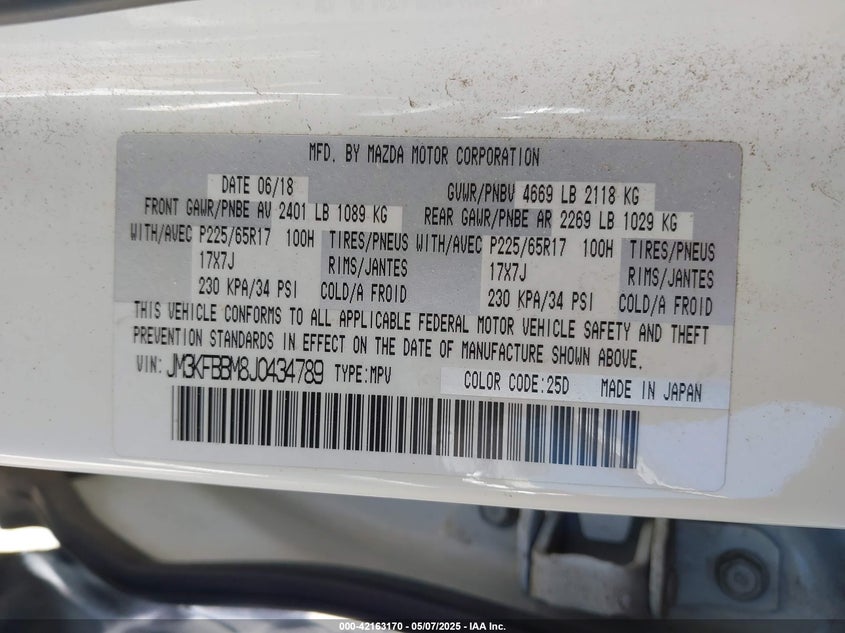 MFD. BY MAZDA MOTOR CORPORATION
DATE 06/18 GVWR/PNBV 4669 LB 2118 KG
FRONT GAWR/PNBE AV 2401 LB 1089 KG REAR GAWR/PNBE AR 2269 LB 1029 KG
WITH/AVEC P225/65R17 100H TIRES/PNEUS WITH/AVEC P225/65R17 100H TIRES/PNEUS
17X7J RIMS/JANTES 17X7J RIMS/JANTES
230 KPA/34 PSI COLD/A FROID 230 KPA/34 PSI COLD/A FROID
THIS VEHICLE CONFORMS TO ALL APPLICABLE FEDERAL MOTOR VEHICLE SAFETY AND THEFT
PREVENTION STANDARDS IN EFFECT ON THE DATE OF MANUFACTURE SHOWN ABOVE.
VIN: JM3KFBBM8J0434789 TYPE:MPV COLOR CODE:25D MADE IN JAPAN
000-42163170 - 05/07/2025 - IAA Inc.